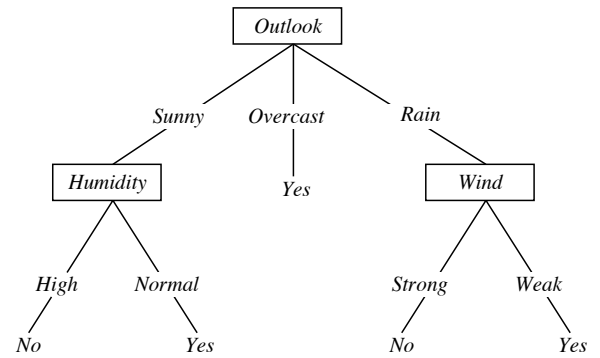 Outlook
Sunny Overcast Rain
Humidity Yes Wind
High Normal Strong Weak
No Yes No Yes